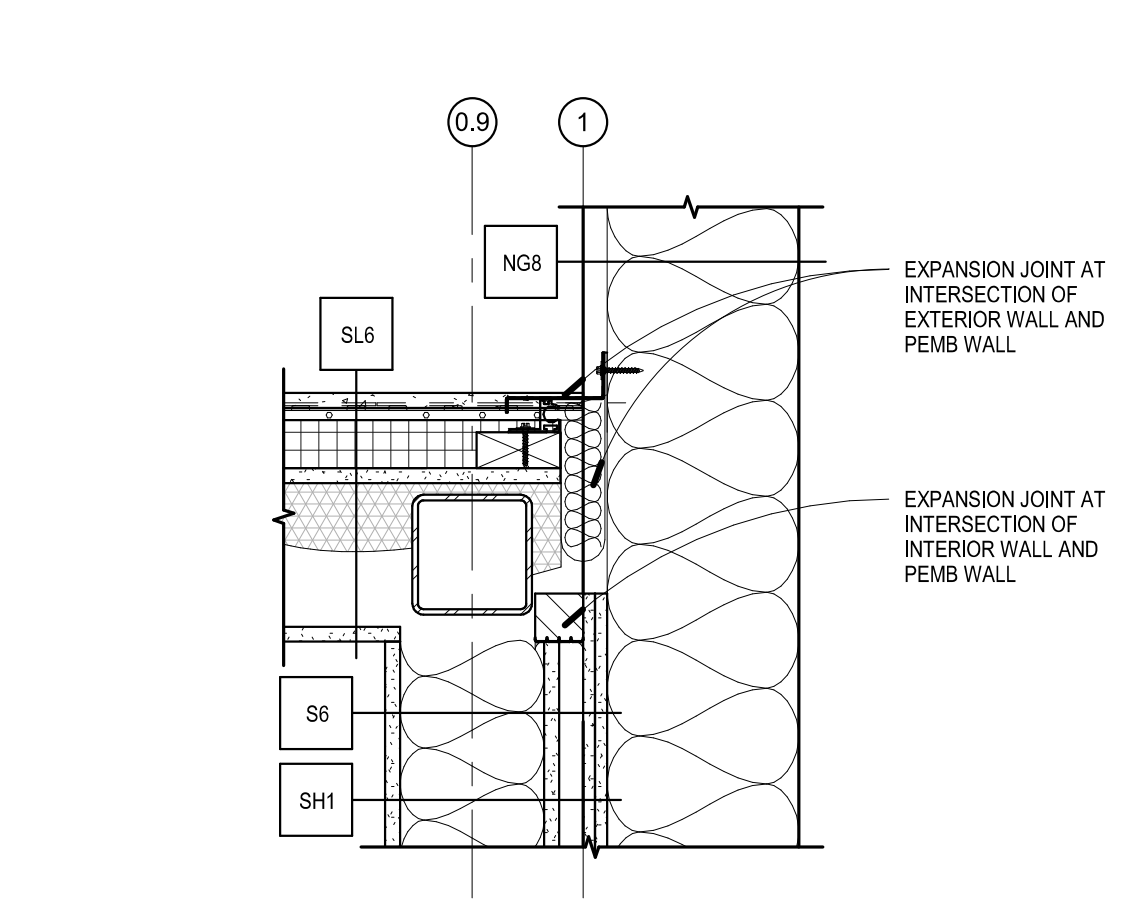 0.9
1
NG8
EXPANSION JOINT AT
INTERSECTION OF
EXTERIOR WALL AND
PEMB WALL
SL6
EXPANSION JOINT AT
INTERSECTION OF
INTERIOR WALL AND
PEMB WALL
S6
SH1